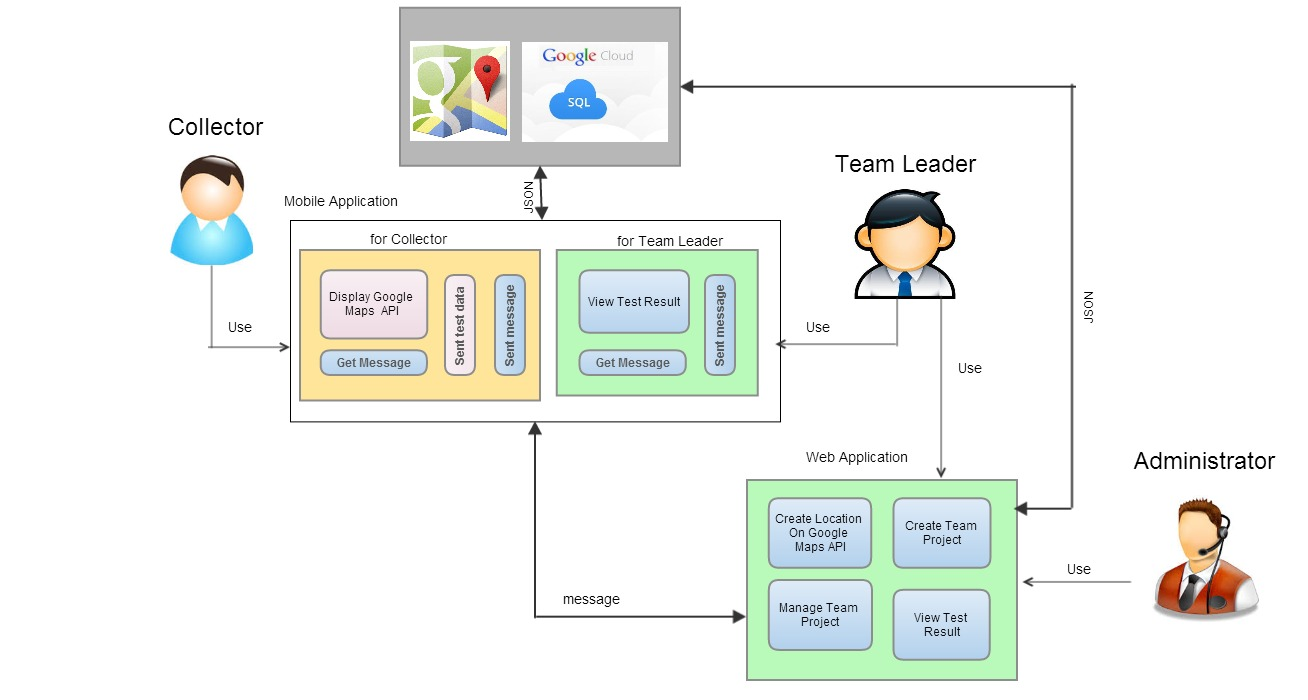 Google Cloud
SQL
Collector
Team Leader
JSON
Mobile Application
for Collector
for Team Leader
Display Google
Maps API
Sent test data
Sent message
Get Message
View Test Result
Sent message
Get Message
Use
Use
JSON
Use
Web Application
Administrator
Create Location
On Google
Maps API
Create Team
Project
Manage Team
Project
View Test
Result
Use
message